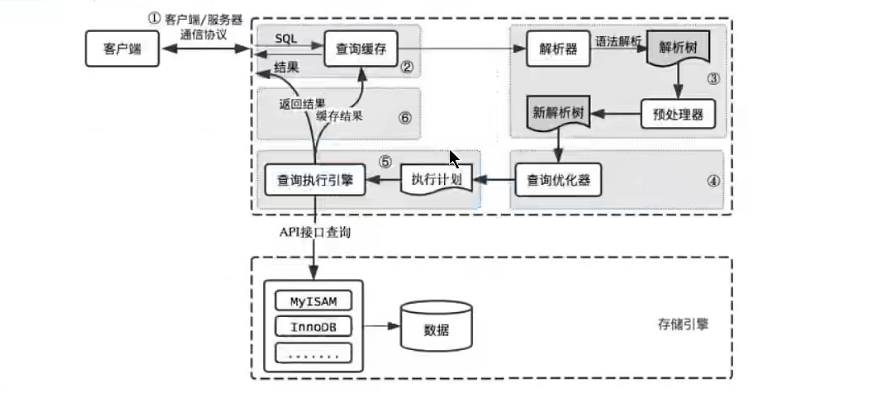 ① 客户端/服务器
通信协议
客户端
SQL
结果
查询缓存
②
解析器
语法解析
解析树
③
预处理器
新解析树
返回结果
缓存结果
⑥
⑤
查询执行引擎
执行计划
查询优化器
④
API接口查询
MyISAM
InnoDB
.......
数据
存储引擎